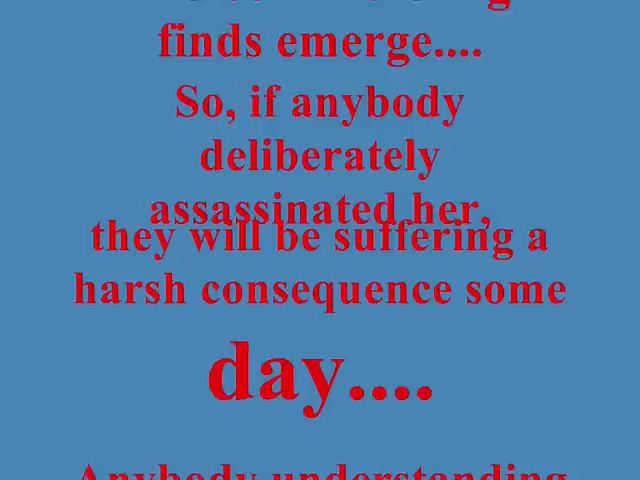 finds emerge....
So, if anybody
deliberately
assassinated her,
they will be suffering a
harsh consequence some
day....
Anybody understanding